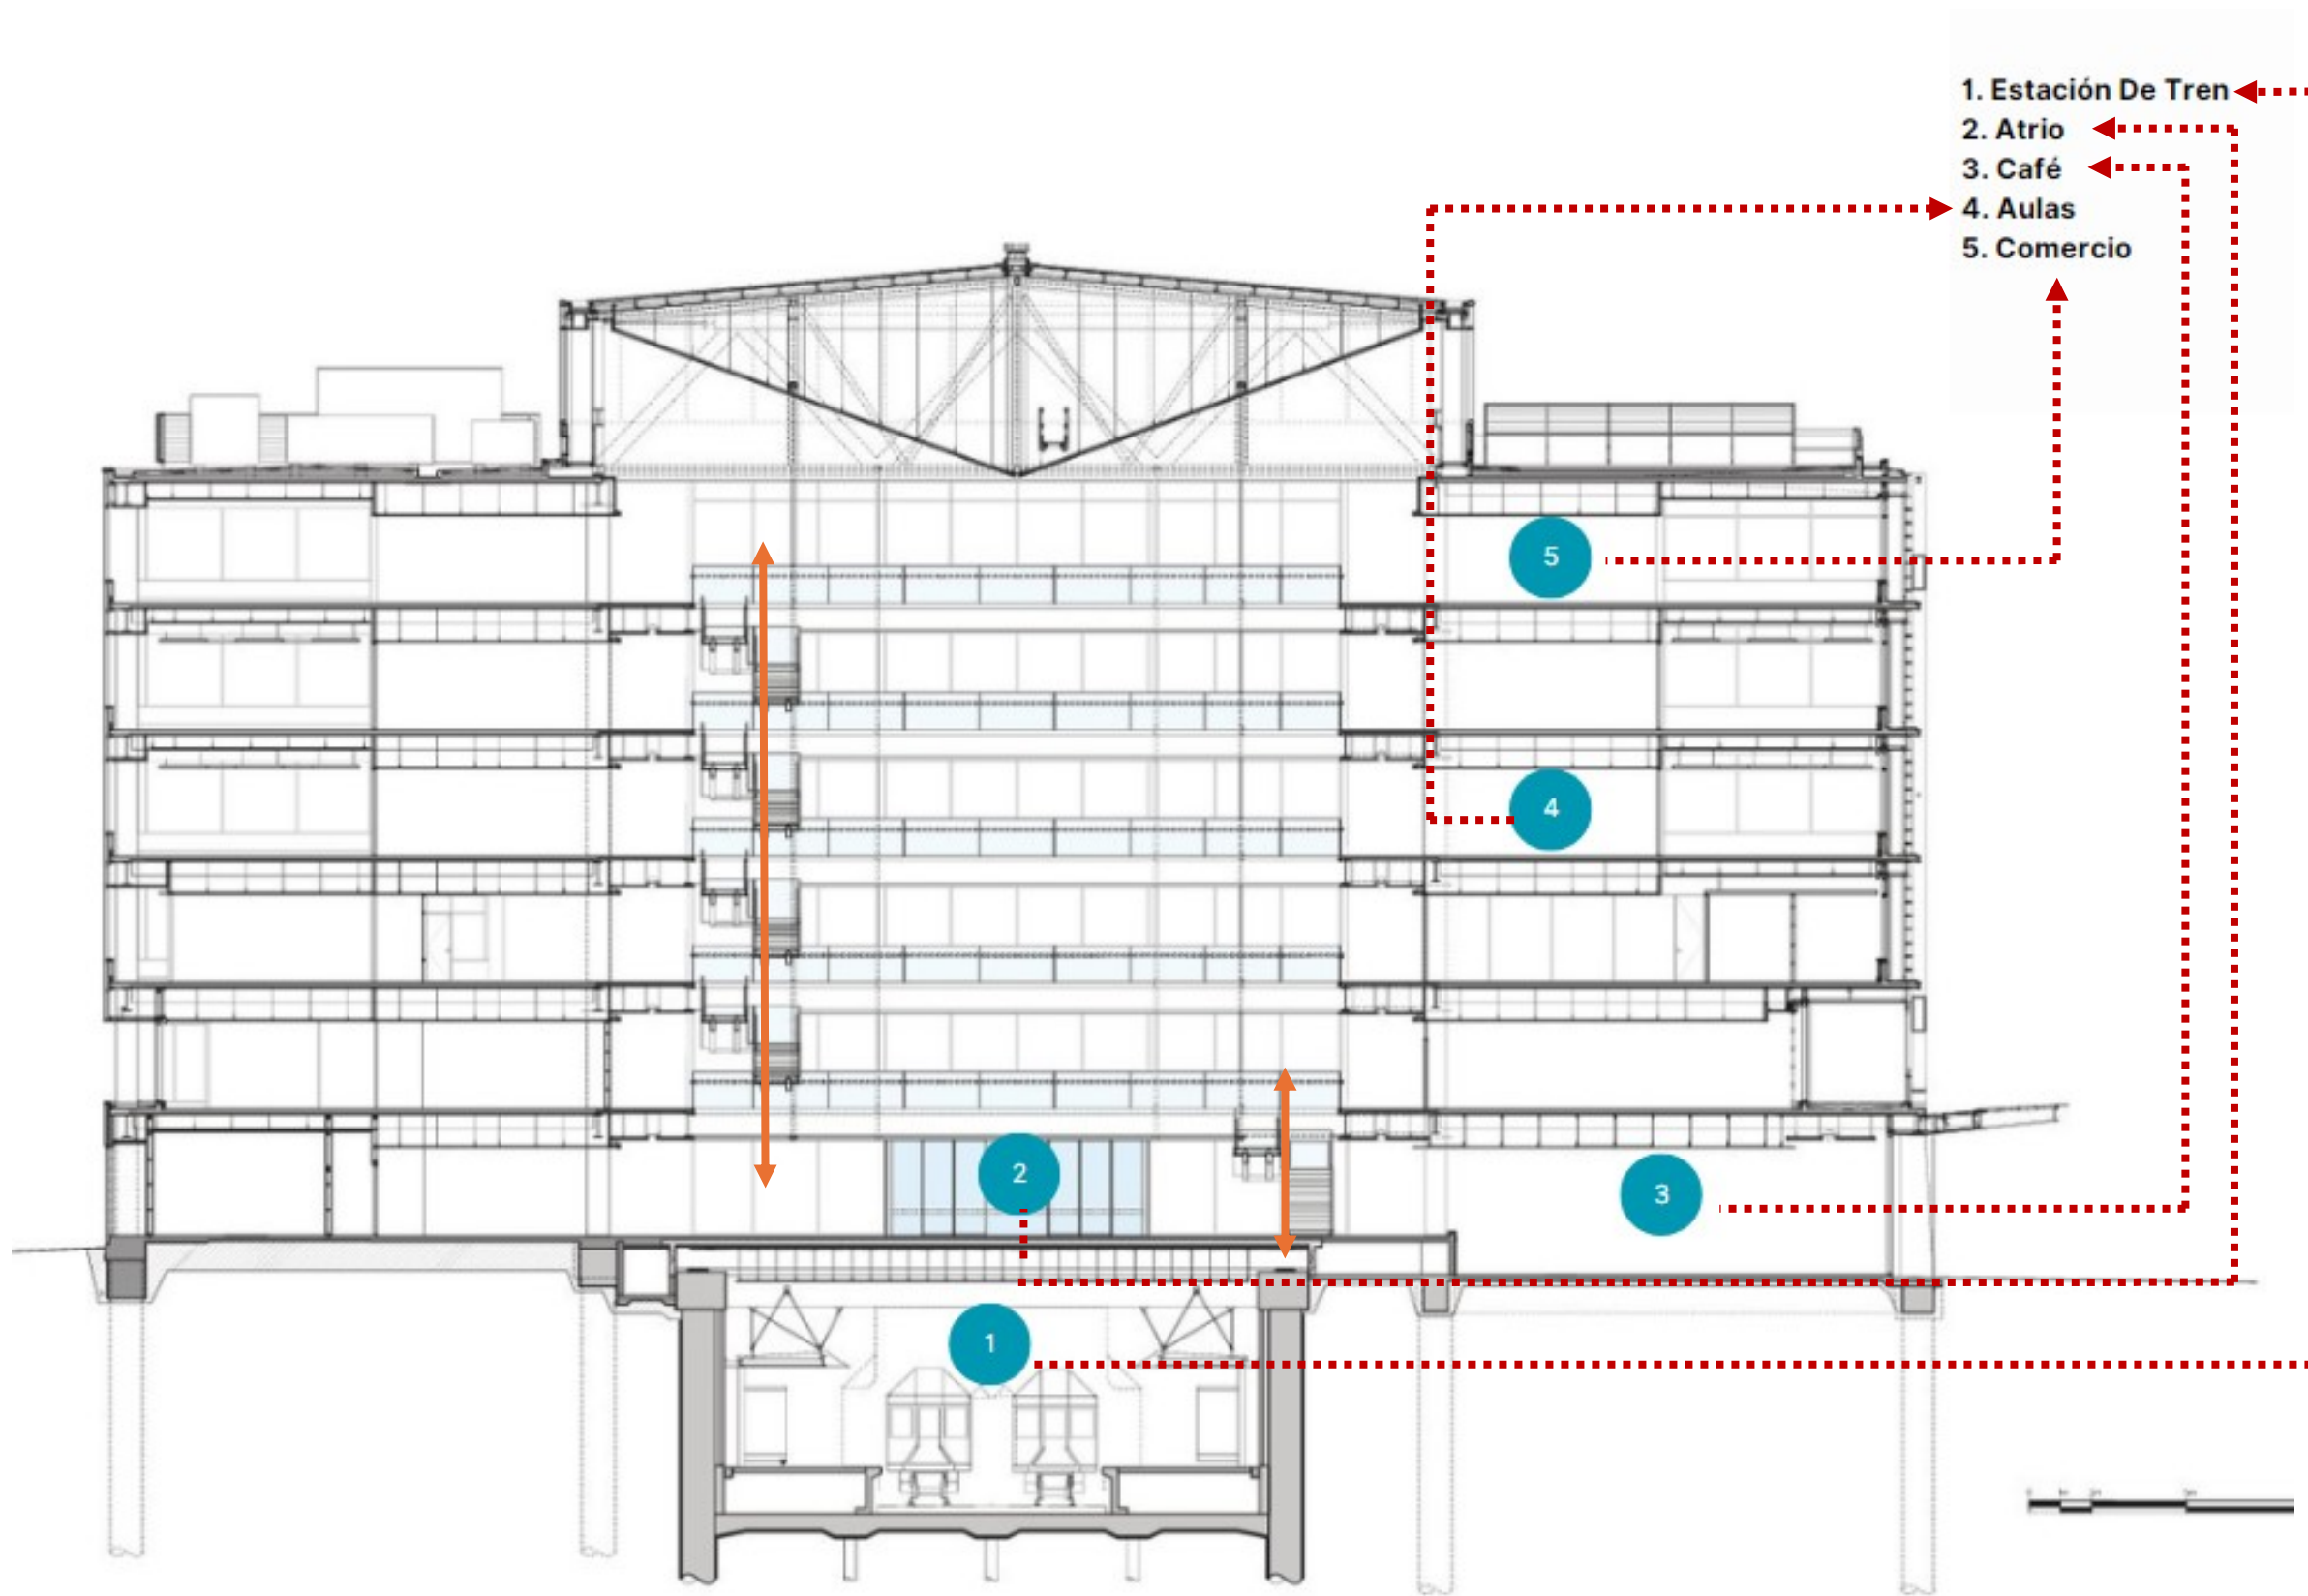 1. Estación De Tren
2. Atrio
3. Café
4. Aulas
5. Comercio
5
4
2
3
1